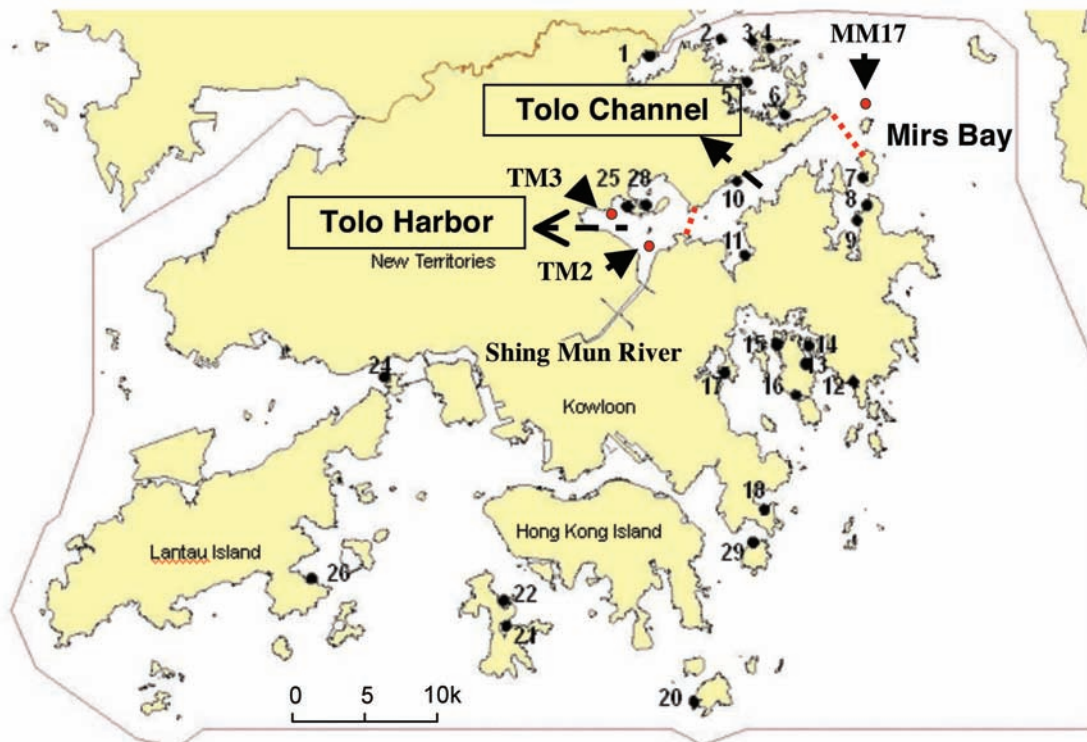 2
3
4
MM17
1
5
6
Tolo Channel
Mirs Bay
TM3
25
28
10
7
8
Tolo Harbor
9
New Territories
11
TM2
Shing Mun River
15
14
13
24
17
16
12
Kowloon
18
Hong Kong Island
Lantau Island
29
26
22
21
0 5 10k
20